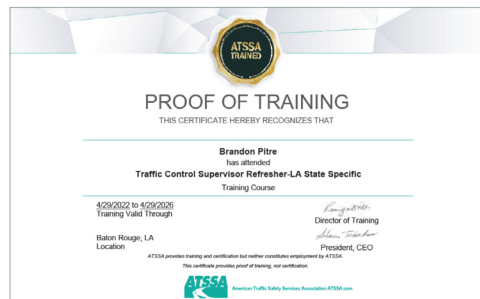 ATSSA
TRAINED
PROOF OF TRAINING
THIS CERTIFICATE HEREBY RECOGNIZES THAT
Brandon Pitre
has attended
Traffic Control Supervisor Refresher-LA State Specific
Training Course
4/29/2022 to 4/29/2026
Training Valid Through
Director of Training
Baton Rouge, LA
Location
President, CEO
ATSSA provides training and certification but neither constitutes employment by ATSSA.
This certificate provides proof of training, not certification.
ATSSA
American Traffic Safety Services Association ATSSA.com